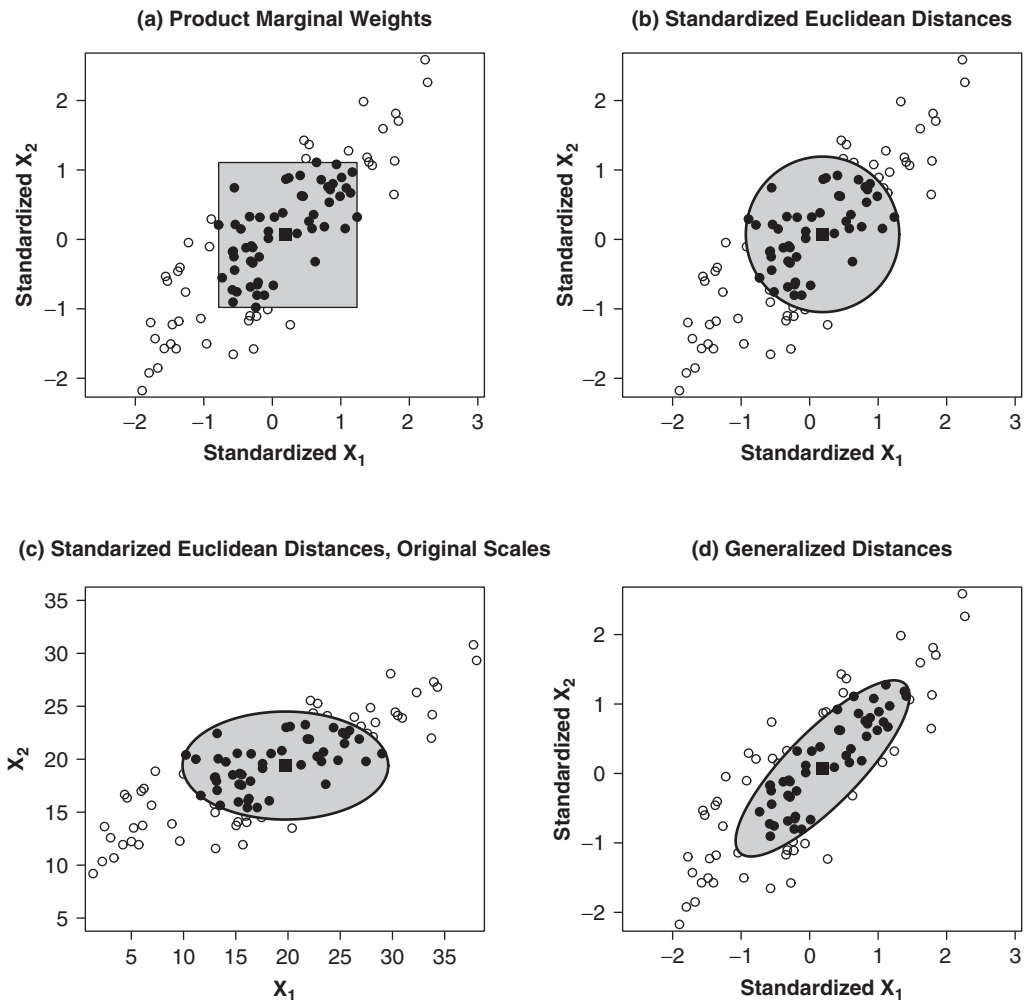 (a) Product Marginal Weights
Standardized X2
2
1
0
−1
−2
−2 −1 0 1 2 3
Standardized X1
(b) Standardized Euclidean Distances
Standardized X2
2
1
0
−1
−2
−2 −1 0 1 2 3
Standardized X1
(c) Standarized Euclidean Distances, Original Scales
X2
35
30
25
20
15
10
5
5 10 15 20 25 30 35
X1
(d) Generalized Distances
Standardized X2
2
1
0
−1
−2
−2 −1 0 1 2 3
Standardized X1